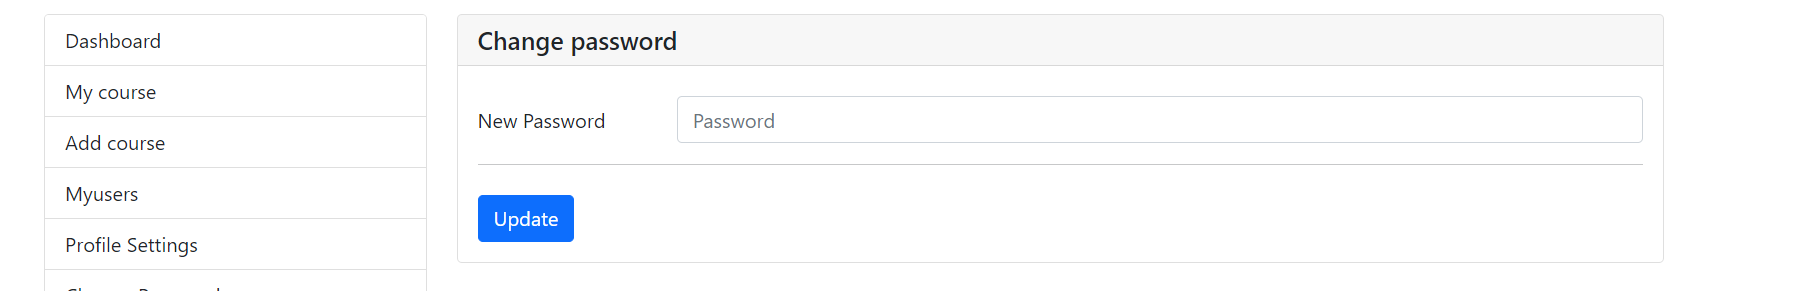 Dashboard
My course
Add course
Myusers
Profile Settings
Change password
New Password
Password
Update